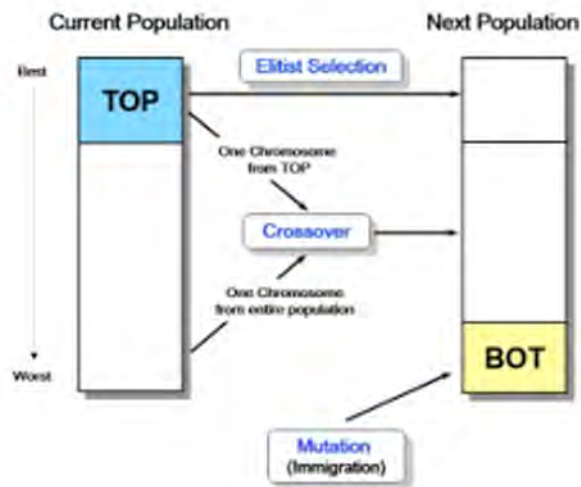 Current Population
Next Population
Best
Elitist Selection
TOP
One Chromosome
from TOP
Crossover
One Chromosome
from entire population
BOT
Worst
Mutation
(Immigration)